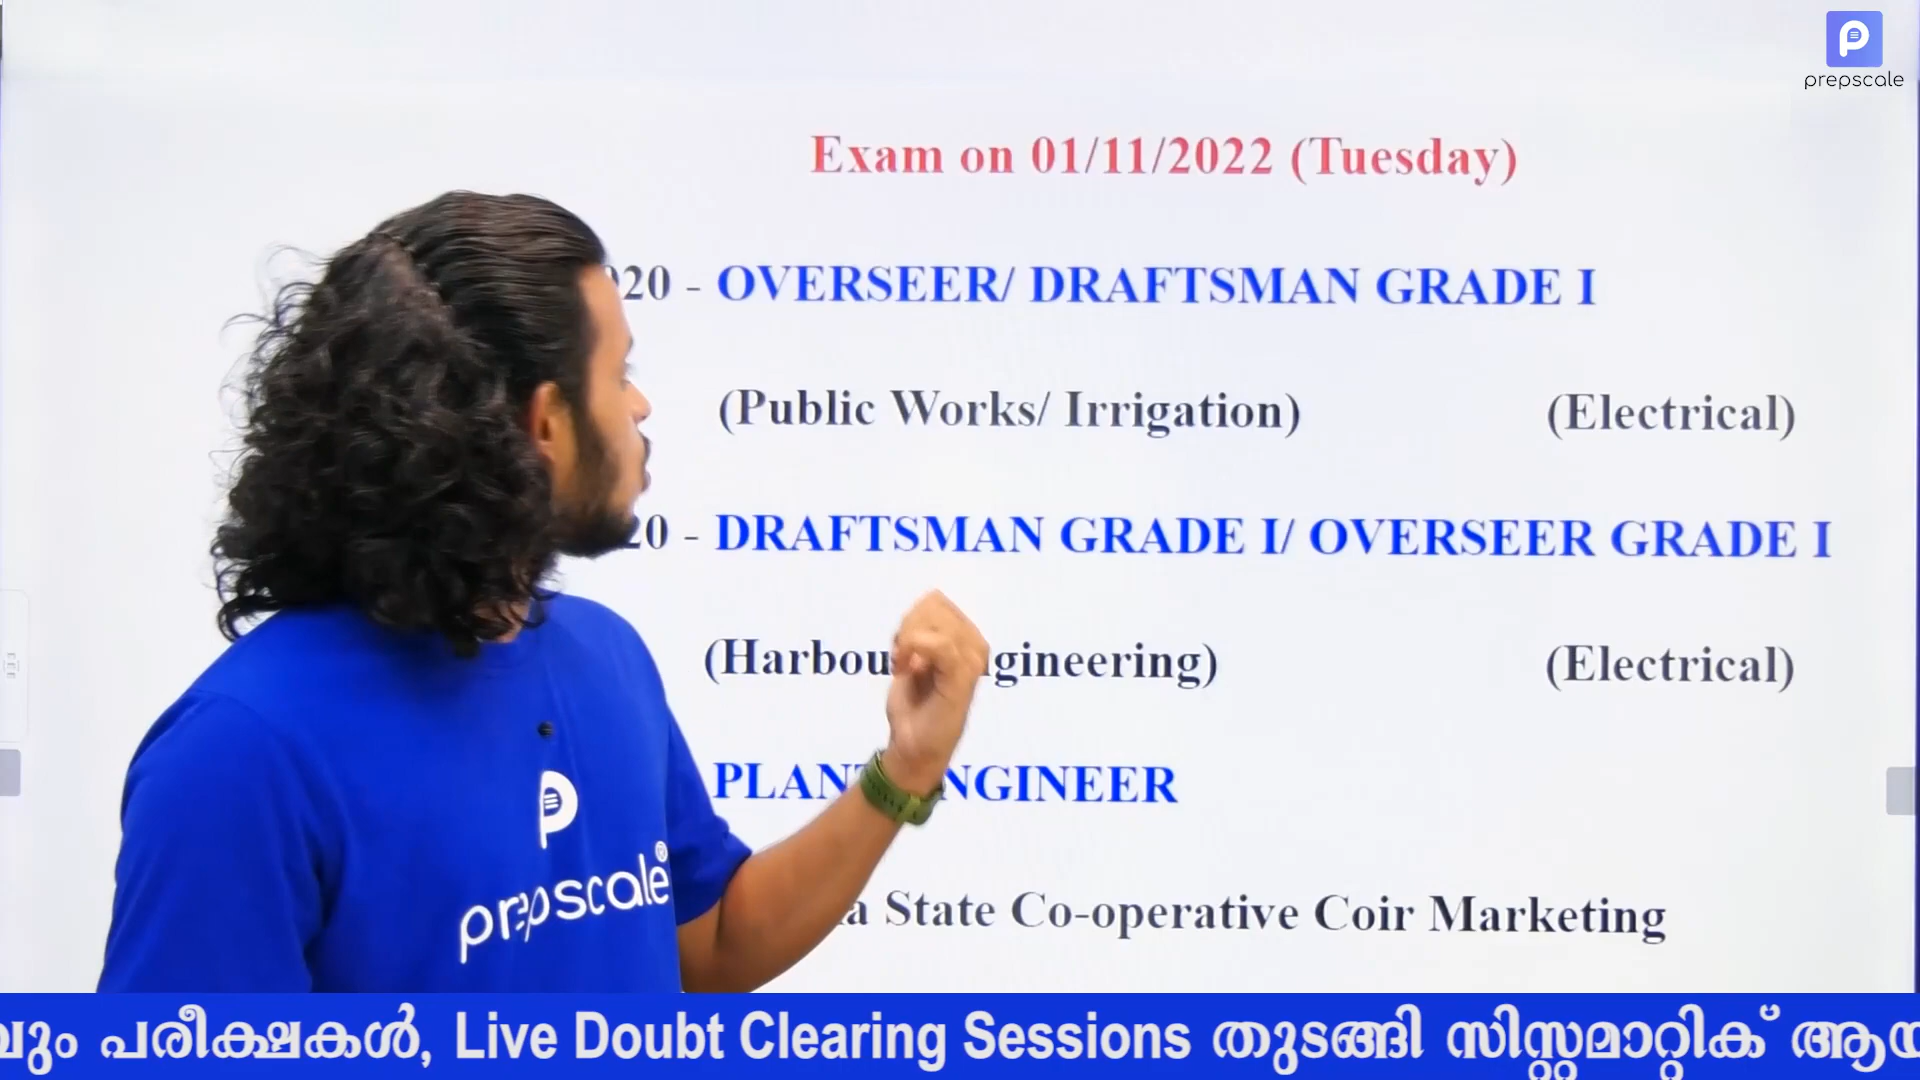 prepscale
Exam on 01/11/2022 (Tuesday)
20 - OVERSEER/ DRAFTSMAN GRADE I
(Public Works/ Irrigation) (Electrical)
20 - DRAFTSMAN GRADE I/ OVERSEER GRADE I
(Harbou gineering) (Electrical)
PLAN NGINEER
a State Co-operative Coir Marketing
prepscale®
വും പരീക്ഷകൾ, Live Doubt Clearing Sessions തുടങ്ങി സിസ്റ്റമാറ്റിക് ആയ